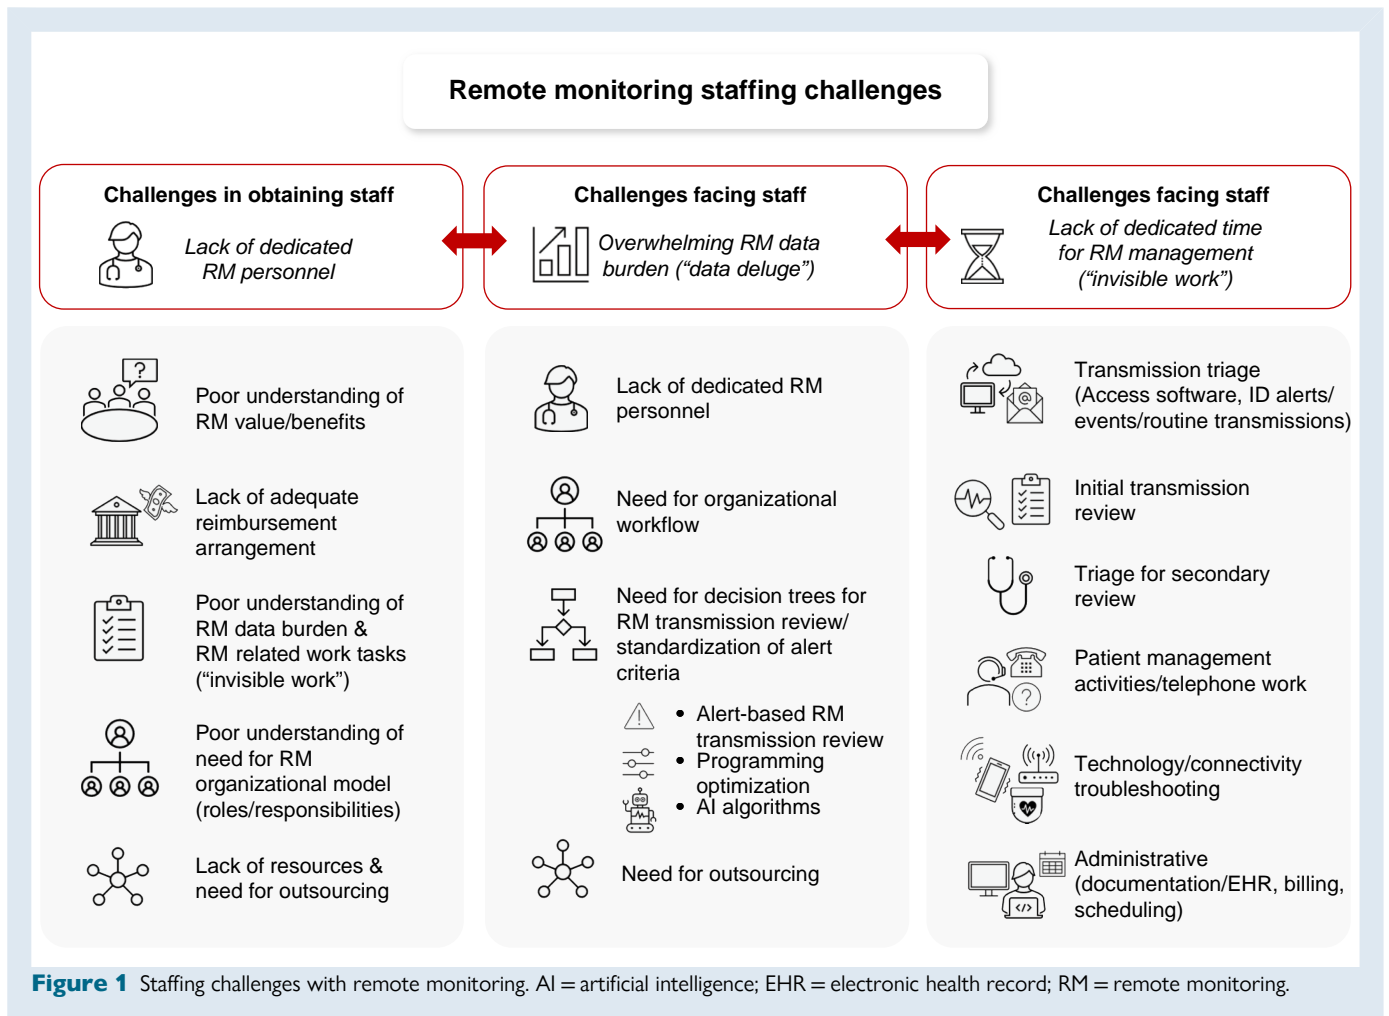 Remote monitoring staffing challenges
Challenges in obtaining staff
Lack of dedicated
RM personnel
Challenges facing staff
Overwhelming RM data
burden (“data deluge”)
Challenges facing staff
Lack of dedicated time
for RM management
(“invisible work”)
?
Poor understanding of
RM value/benefits
Lack of adequate
reimbursement
arrangement
Poor understanding of
RM data burden &
RM related work tasks
(“invisible work”)
Poor understanding of
need for RM
organizational model
(roles/responsibilities)
Lack of resources &
need for outsourcing
Lack of dedicated RM
personnel
Need for organizational
workflow
Need for decision trees for
RM transmission review/
standardization of alert
criteria
• Alert-based RM
transmission review
• Programming
optimization
• AI algorithms
Need for outsourcing
@
Transmission triage
(Access software, ID alerts/
events/routine transmissions)
Initial transmission
review
Triage for secondary
review
?
Patient management
activities/telephone work
Technology/connectivity
troubleshooting
</>
Administrative
(documentation/EHR, billing,
scheduling)
Figure 1 Staffing challenges with remote monitoring. AI = artificial intelligence; EHR = electronic health record; RM = remote monitoring.